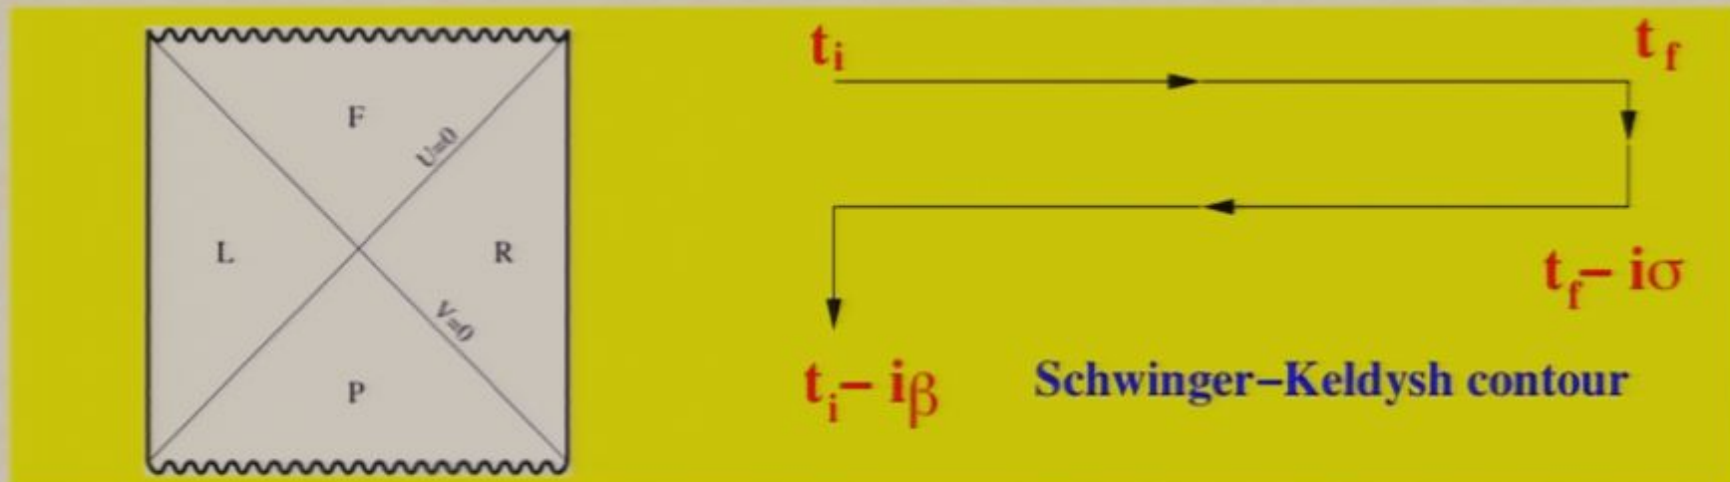 F
U=0
L
R
V=0
P
t_i
t_f
t_f – iσ
t_i – iβ
Schwinger–Keldysh contour